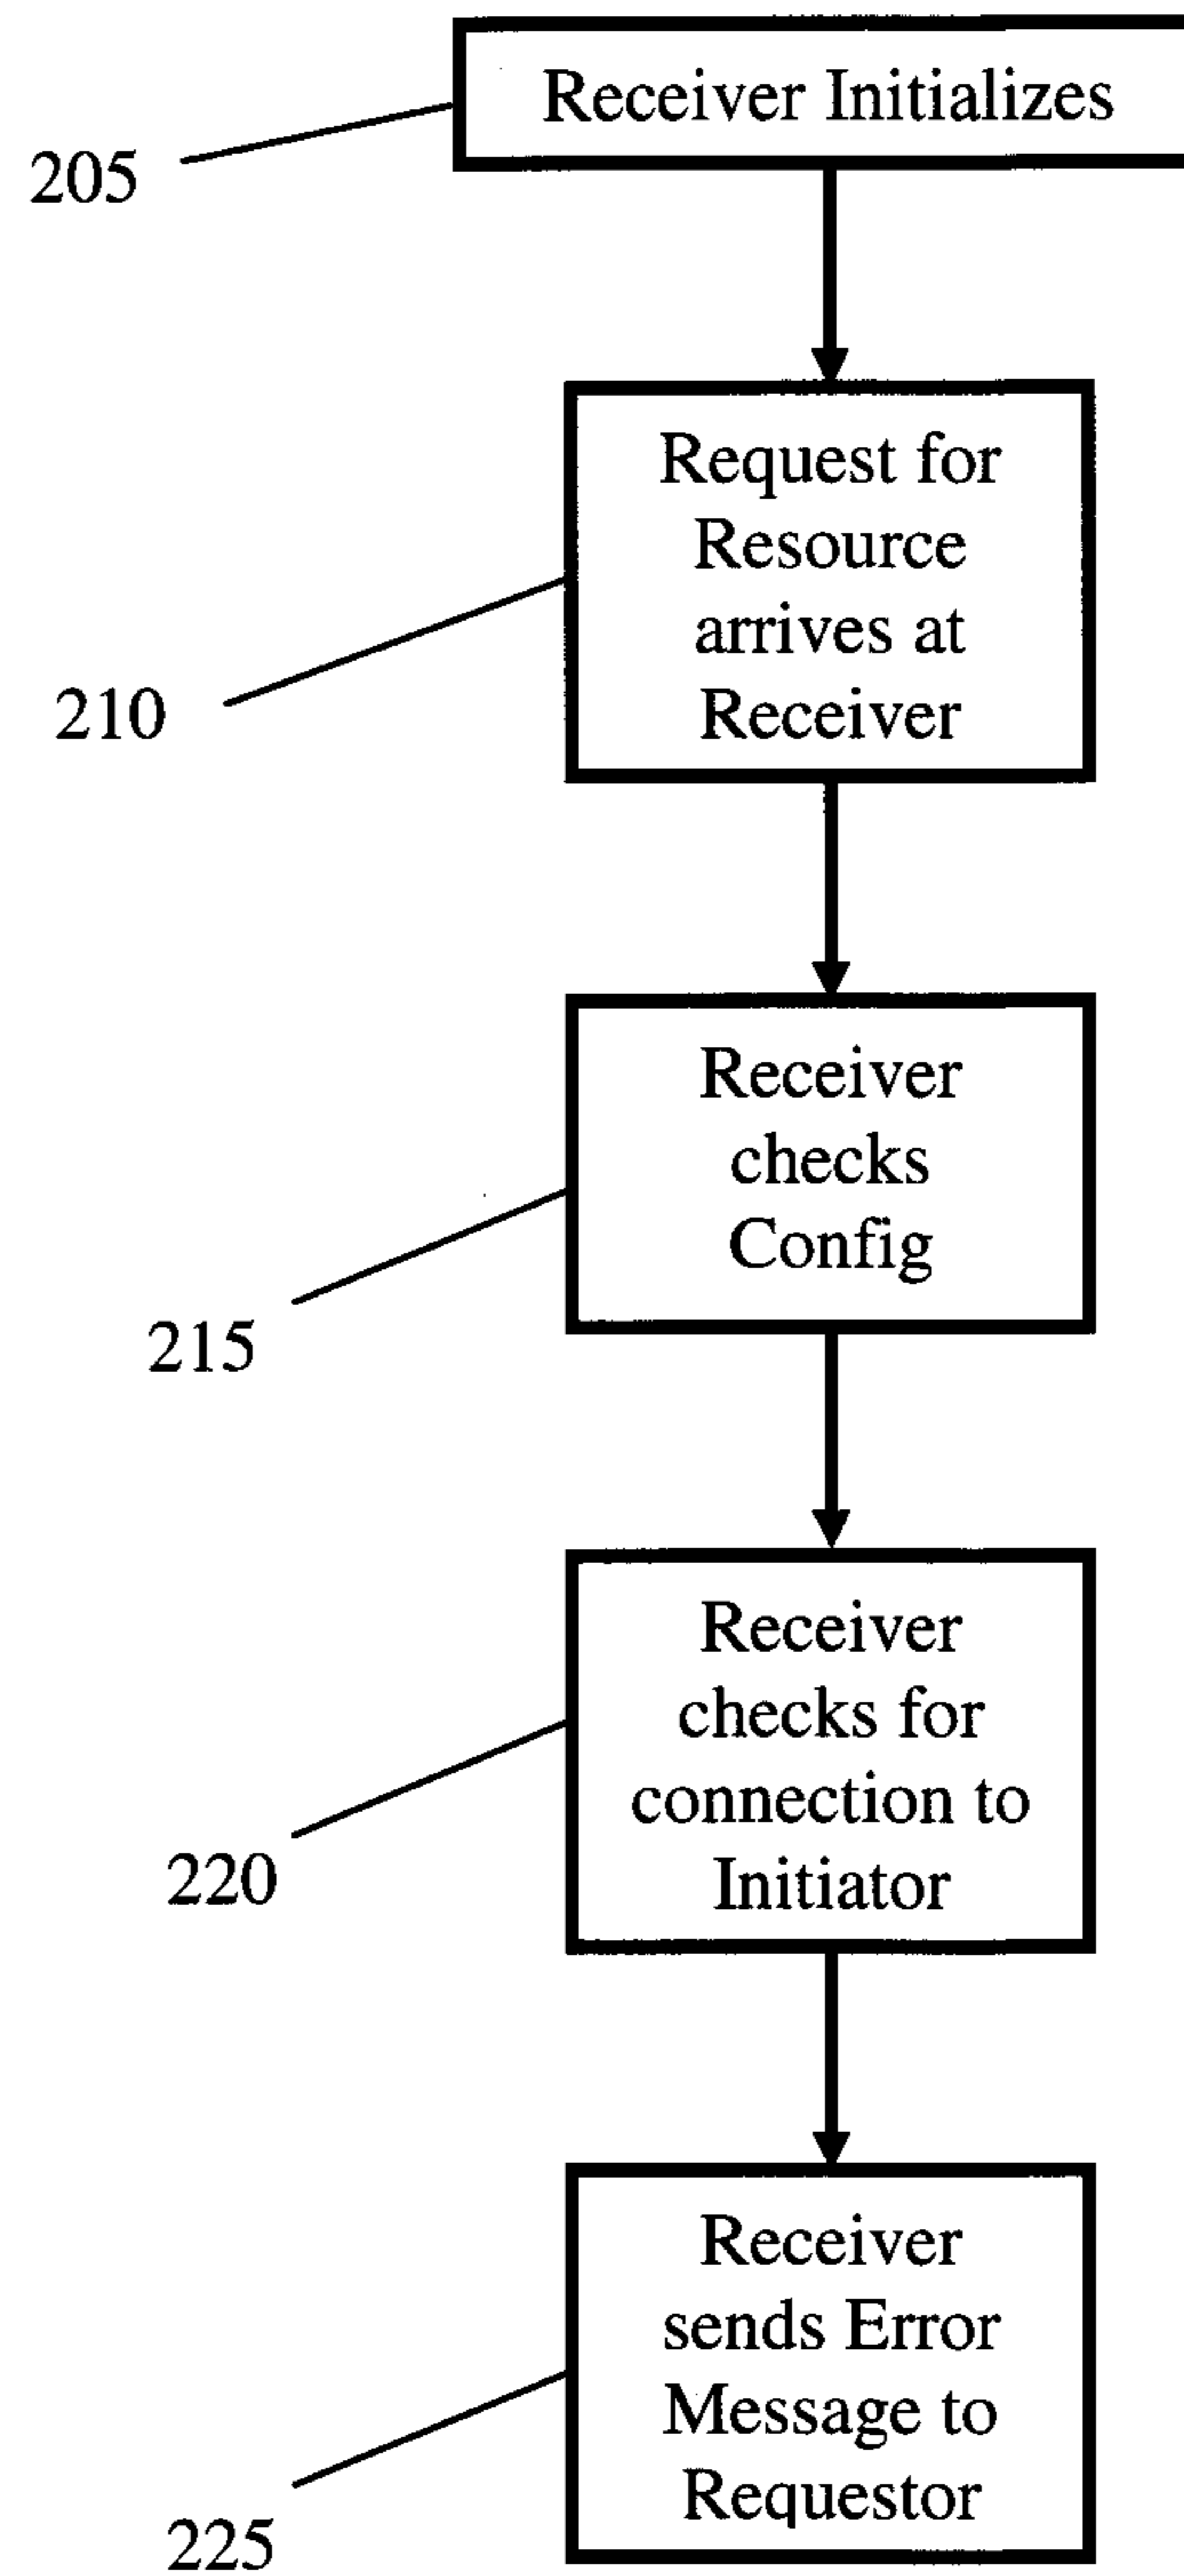 Receiver Initializes
205
Request for
Resource
arrives at
Receiver
210
Receiver
checks
Config
215
Receiver
checks for
connection to
Initiator
220
Receiver
sends Error
Message to
Requestor
225